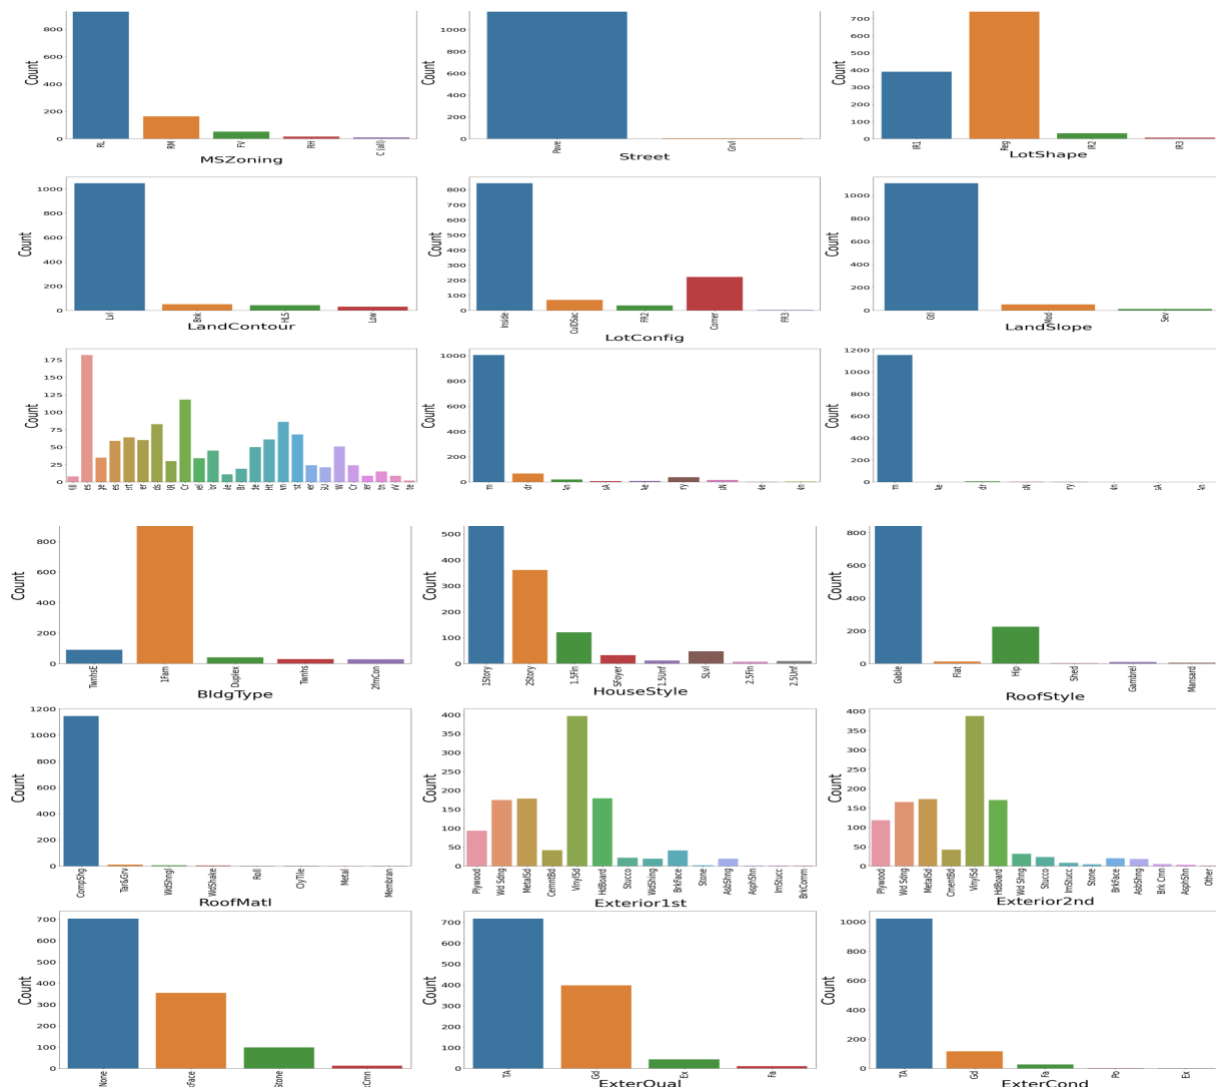 Count 800 600 400 200 0
RL RM FV RH C (all)
MSZoning
Count 1000 800 600 400 200 0
Pave Grvl
Street
Count 700 600 500 400 300 200 100 0
IR1 Reg IR2 IR3
LotShape
Count 1000 800 600 400 200 0
Lvl Bnk HLS Low
LandContour
Count 800 700 600 500 400 300 200 100 0
Inside CulDSac FR2 Corner FR3
LotConfig
Count 1000 800 600 400 200 0
Gtl Mod Sev
LandSlope
Count 175 150 125 100 75 50 25 0
Count 1000 800 600 400 200 0
Count 1200 1000 800 600 400 200 0
Count 800 600 400 200 0
TwnhsE 1Fam Duplex Twnhs 2fmCon
BldgType
Count 500 400 300 200 100 0
1Story 2Story 1.5Fin SFoyer 1.5Unf SLvl 2.5Fin 2.5Unf
HouseStyle
Count 800 600 400 200 0
Gable Flat Hip Shed Gambrel Mansard
RoofStyle
Count 1200 1000 800 600 400 200 0
CompShg Tar&Grv WdShngl WdShake Roll ClyTile Metal Membran
RoofMatl
Count 400 350 300 250 200 150 100 50 0
Plywood Wd Sdng MetalSd CemntBd VinylSd HdBoard Stucco WdShing BrkFace Stone AsbShng AsphShn ImStucc BrkComm
Exterior1st
Count 400 350 300 250 200 150 100 50 0
Plywood Wd Sdng MetalSd CmentBd VinylSd HdBoard Wd Shng Stucco ImStucc Stone BrkFace AsbShng Brk Cmn AsphShn Other
Exterior2nd
Count 700 600 500 400 300 200 100 0
None kFace Stone kCmn
Count 700 600 500 400 300 200 100 0
TA Gd Ex Fa
ExterQual
Count 1000 800 600 400 200 0
TA Gd Fa Po Ex
ExterCond